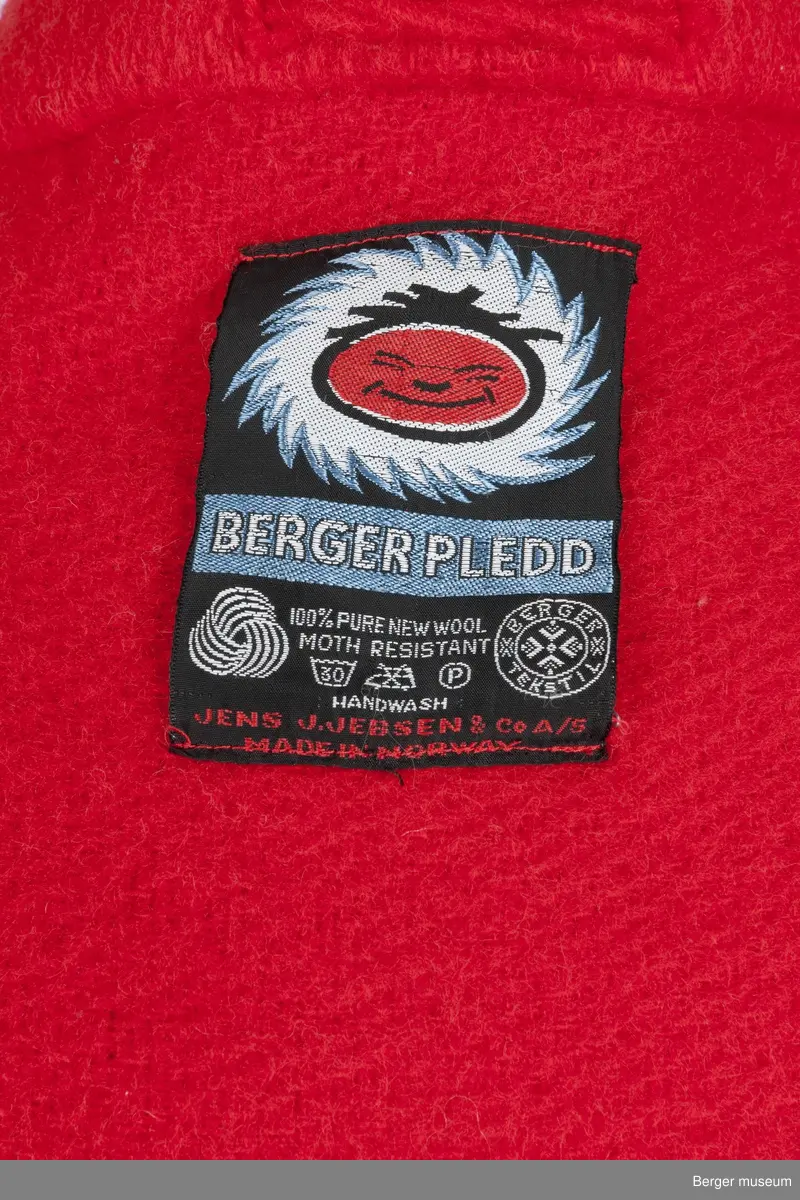 BERGER PLEDD
100% PURE NEW WOOL
MOTH RESISTANT
30 P
HANDWASH
BERGER
TEKSTIL
JENS J. JEBSEN & Co A/S
MADE IN NORWAY
Berger museum